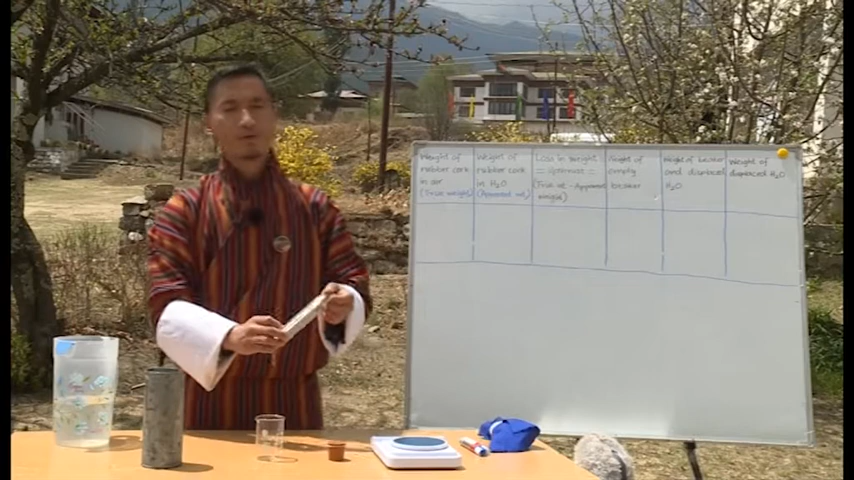 Weight of
rubber cork
in air
(True weight)
Weight of
rubber cork
in H2O
(Apparent wt)
Loss in weight
= Upthrust
(True wt - Apparent
weight)
Weight of
empty
beaker
Weight of beaker
and displaced
H2O
Weight of
displaced H2O